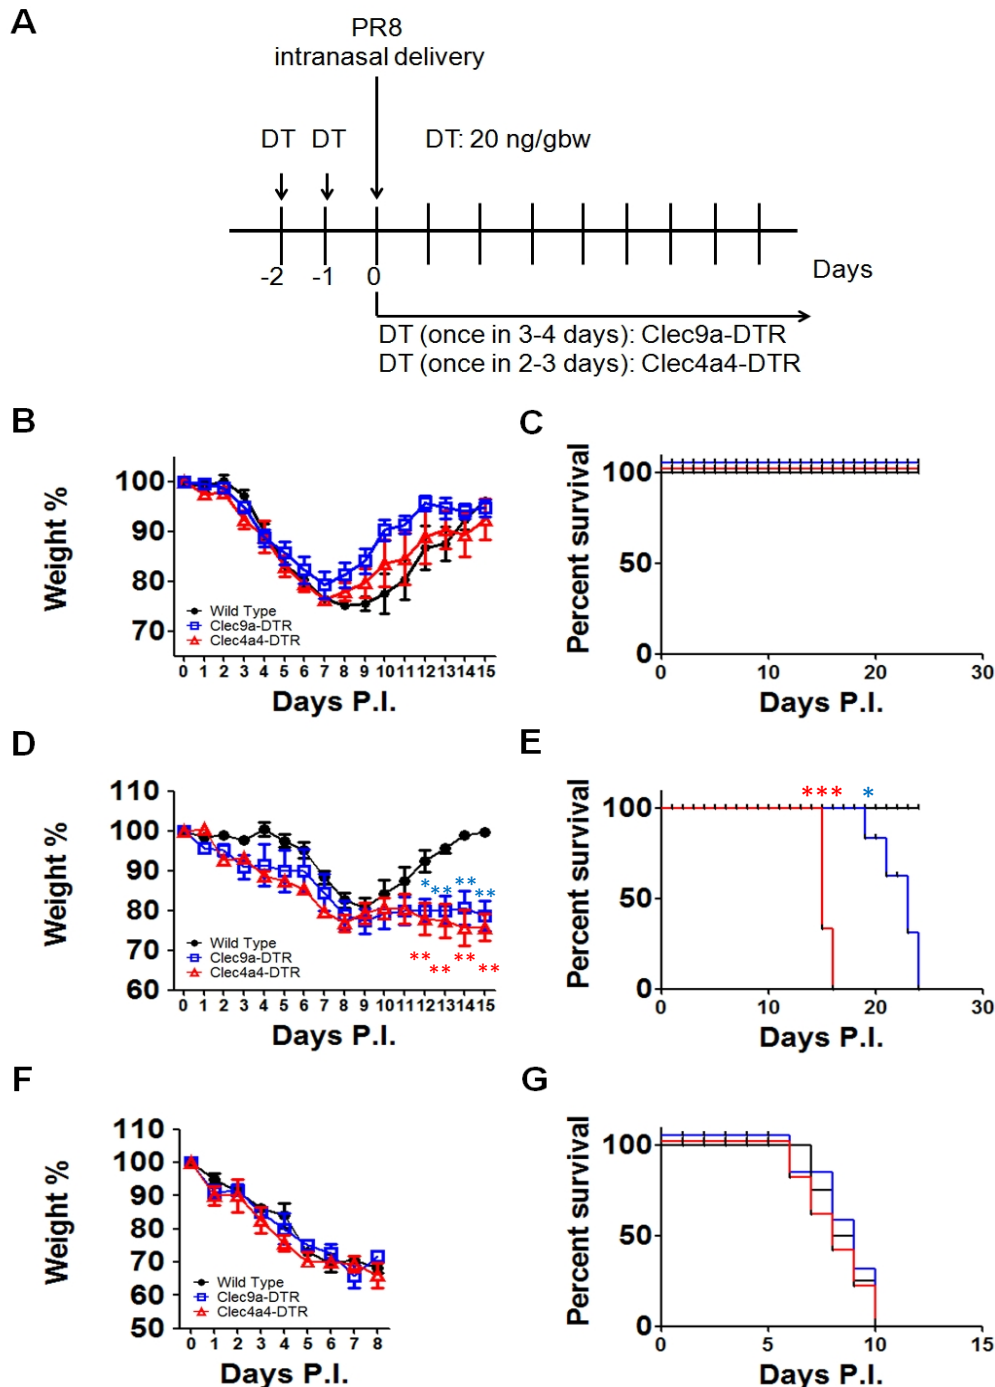 A
PR8
intranasal delivery
DT DT
DT: 20 ng/gbw
-2 -1 0
Days
DT (once in 3-4 days): Clec9a-DTR
DT (once in 2-3 days): Clec4a4-DTR
B
Weight %
100
90
80
70
Wild Type
Clec9a-DTR
Clec4a4-DTR
0 1 2 3 4 5 6 7 8 9 10 11 12 13 14 15
Days P.I.
C
Percent survival
100
50
0
0 10 20 30
Days P.I.
D
Weight %
110
100
90
80
70
60
* ** ** **
** ** ** **
Wild Type
Clec9a-DTR
Clec4a4-DTR
0 1 2 3 4 5 6 7 8 9 10 11 12 13 14 15
Days P.I.
E
Percent survival
*** *
100
50
0
0 10 20 30
Days P.I.
F
Weight %
110
100
90
80
70
60
50
Wild Type
Clec9a-DTR
Clec4a4-DTR
0 1 2 3 4 5 6 7 8
Days P.I.
G
Percent survival
100
50
0
0 5 10 15
Days P.I.